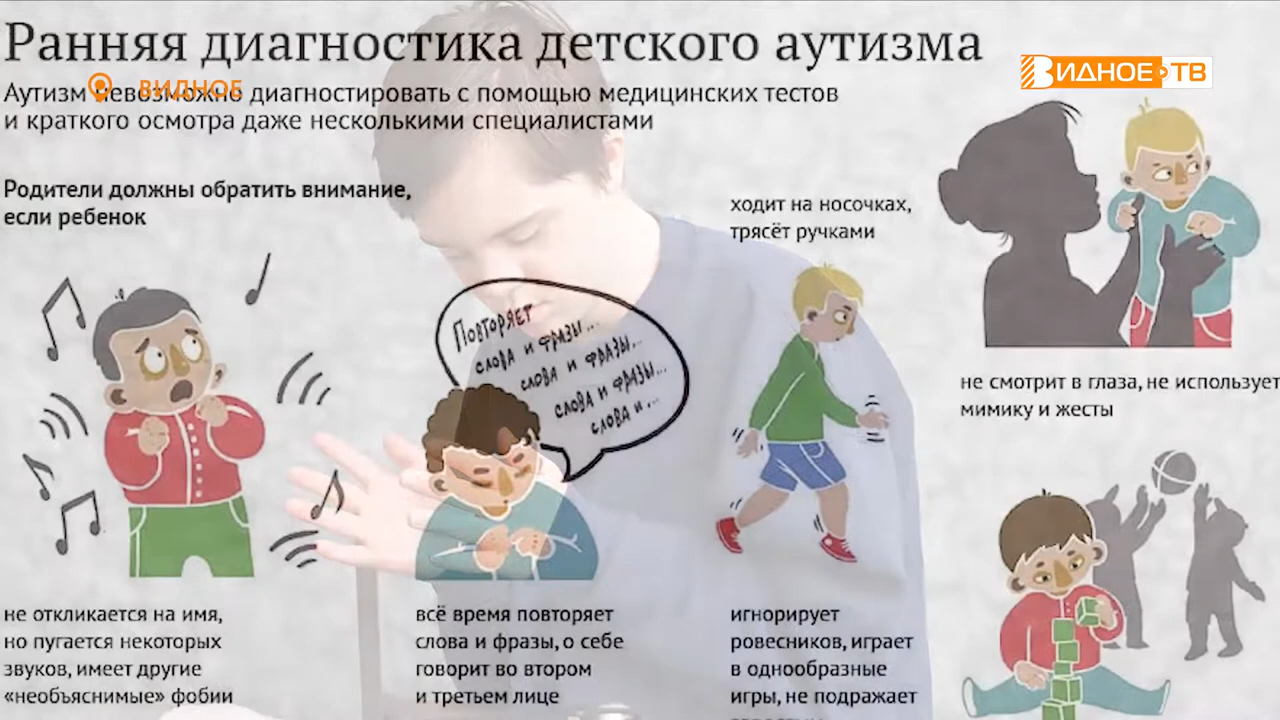 Ранняя диагностика детского аутизма
ВИДНОЕ
ВИДНОЕ ТВ
Аутизм невозможно диагностировать с помощью медицинских тестов
и краткого осмотра даже несколькими специалистами
Родители должны обратить внимание,
если ребенок
ходит на носочках,
трясёт ручками
Повторяет
слова и фразы...
слова и фразы...
слова и фразы...
слова и...
не смотрит в глаза, не использует
мимику и жесты
не откликается на имя,
но пугается некоторых
звуков, имеет другие
«необъяснимые» фобии
всё время повторяет
слова и фразы, о себе
говорит во втором
и третьем лице
игнорирует
ровесников, играет
в однообразные
игры, не подражает